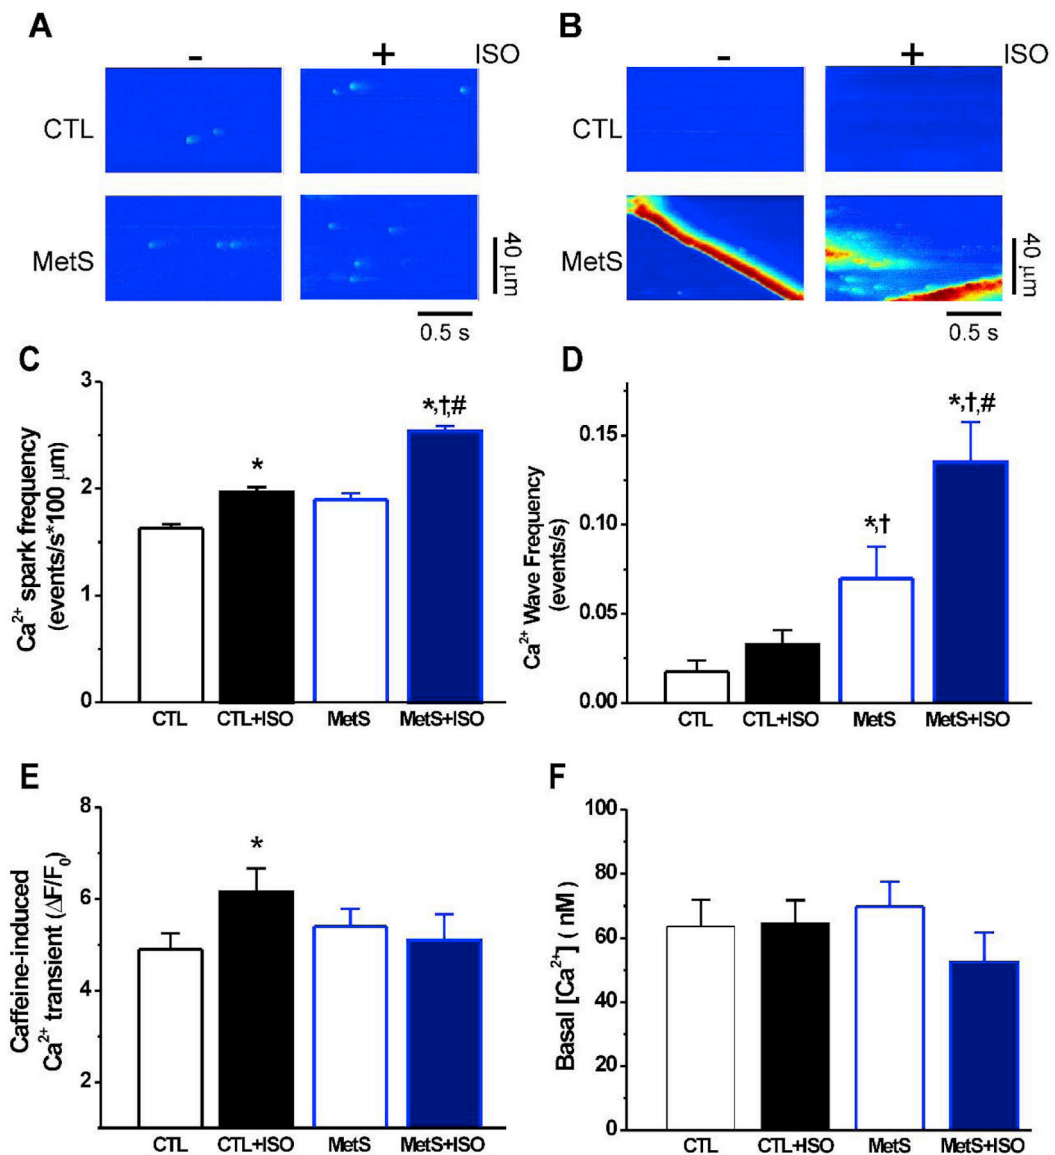 A
B
- + ISO
- + ISO
CTL
CTL
MetS
MetS
40 μm
40 μm
0.5 s
0.5 s
C
D
Ca²⁺ spark frequency
(events/s*100 μm)
3
2
1
0
*
*,†,#
CTL CTL+ISO MetS MetS+ISO
Ca²⁺ Wave Frequency
(events/s)
0.15
0.10
0.05
0.00
*,†
*,†,#
CTL CTL+ISO MetS MetS+ISO
E
F
Caffeine-induced
Ca²⁺ transient (ΔF/F₀)
8
6
4
2
*
CTL CTL+ISO MetS MetS+ISO
Basal [Ca²⁺] ( nM )
100
80
60
40
20
0
CTL CTL+ISO MetS MetS+ISO